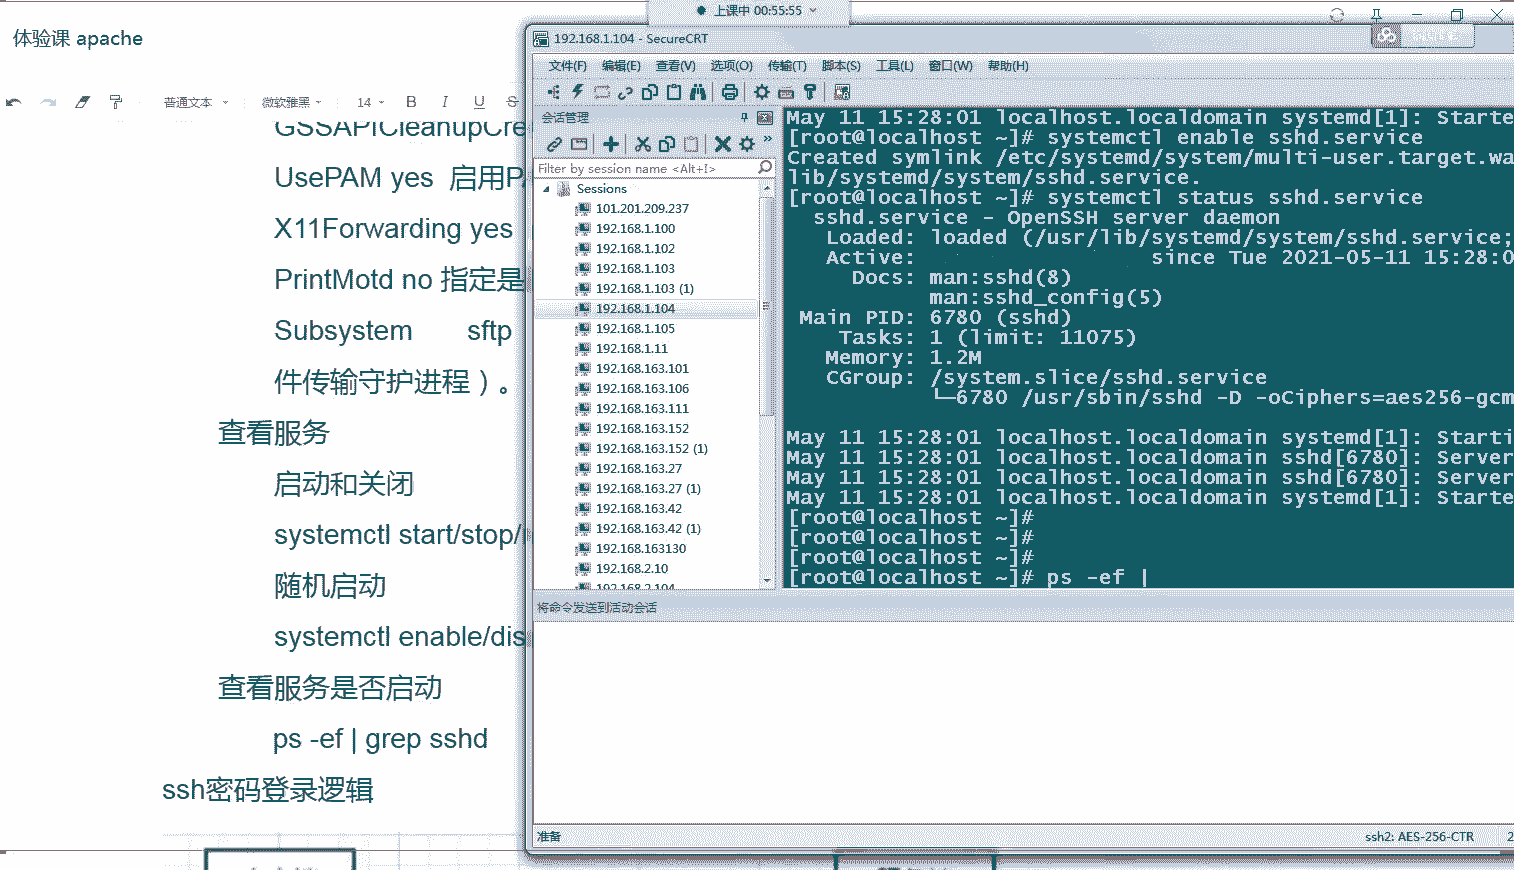 上课中 00:55:55
体验课 apache
普通文本
微软雅黑
14
B
I
U
S
GSSAPICleanupCre
UsePAM yes 启用P
X11Forwarding yes
PrintMotd no 指定是
Subsystem sftp
件传输守护进程）。
查看服务
启动和关闭
systemctl start/stop/
随机启动
systemctl enable/dis
查看服务是否启动
ps -ef | grep sshd
ssh密码登录逻辑
192.168.1.104 - SecureCRT
文件(F) 编辑(E) 查看(V) 选项(O) 传输(T) 脚本(S) 工具(L) 窗口(W) 帮助(H)
会话管理
Filter by session name <Alt+I>
Sessions
101.201.209.237
192.168.1.100
192.168.1.102
192.168.1.103
192.168.1.103 (1)
192.168.1.104
192.168.1.105
192.168.1.11
192.168.163.101
192.168.163.106
192.168.163.111
192.168.163.152
192.168.163.152 (1)
192.168.163.27
192.168.163.27 (1)
192.168.163.42
192.168.163.42 (1)
192.168.163130
192.168.2.10
192.168.2.104
May 11 15:28:01 localhost.localdomain systemd[1]: Starte
[root@localhost ~]# systemctl enable sshd.service
Created symlink /etc/systemd/system/multi-user.target.wa
lib/systemd/system/sshd.service.
[root@localhost ~]# systemctl status sshd.service
sshd.service - OpenSSH server daemon
Loaded: loaded (/usr/lib/systemd/system/sshd.service;
Active: since Tue 2021-05-11 15:28:0
Docs: man:sshd(8)
man:sshd_config(5)
Main PID: 6780 (sshd)
Tasks: 1 (limit: 11075)
Memory: 1.2M
CGroup: /system.slice/sshd.service
└─6780 /usr/sbin/sshd -D -oCiphers=aes256-gcm
May 11 15:28:01 localhost.localdomain systemd[1]: Starti
May 11 15:28:01 localhost.localdomain sshd[6780]: Server
May 11 15:28:01 localhost.localdomain sshd[6780]: Server
May 11 15:28:01 localhost.localdomain systemd[1]: Starte
[root@localhost ~]#
[root@localhost ~]#
[root@localhost ~]#
[root@localhost ~]# ps -ef |
将命令发送到活动会话
准备
ssh2: AES-256-CTR
2